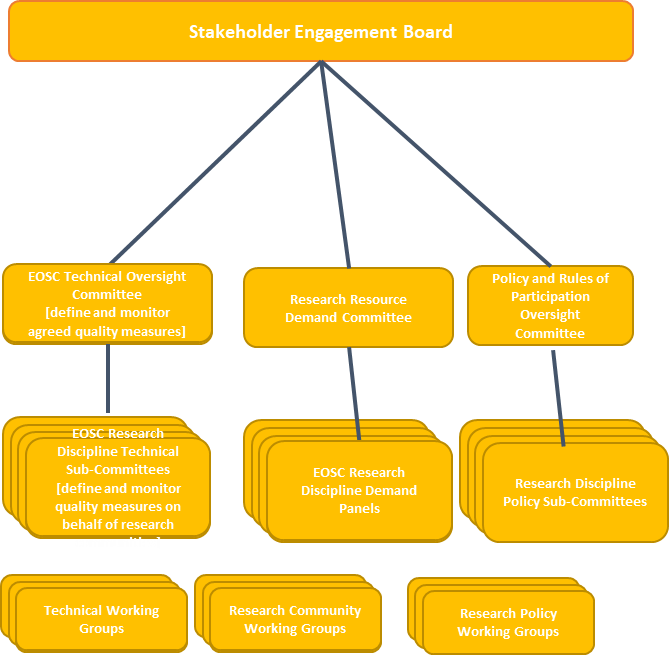 Stakeholder Engagement Board
EOSC Technical Oversight
Committee
[define and monitor
agreed quality measures]
Research Resource
Demand Committee
Policy and Rules of
Participation
Oversight
Committee
EOSC Research
Discipline Technical
Sub-Committees
[define and monitor
quality measures on
behalf of research
EOSC Research
Discipline Demand
Panels
Research Discipline
Policy Sub-Committees
Technical Working
Groups
Research Community
Working Groups
Research Policy
Working Groups